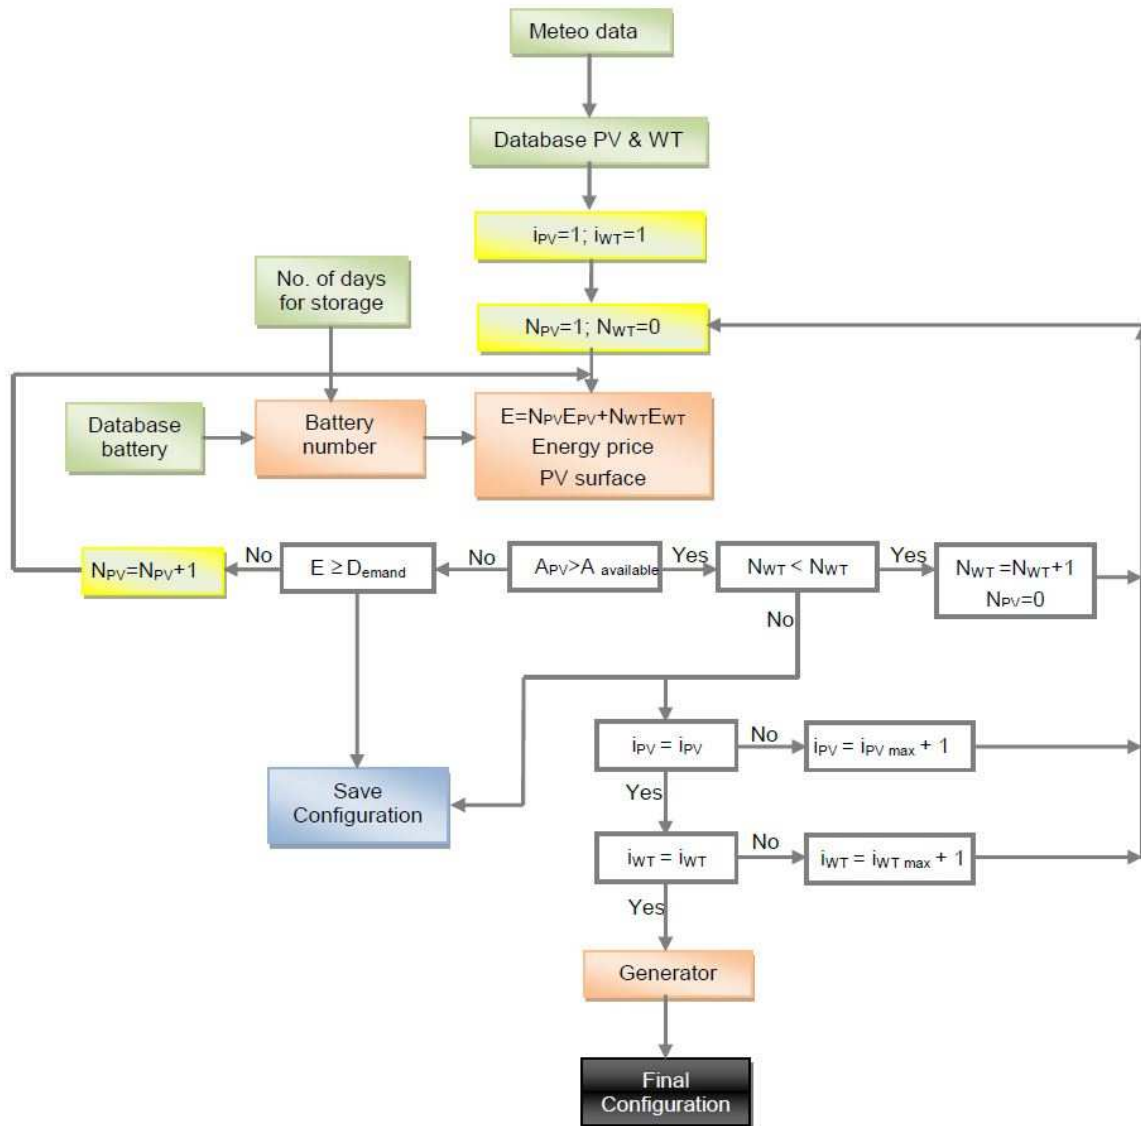 Meteo data
Database PV & WT
iPV=1; iWT=1
No. of days
for storage
NPV=1; NWT=0
Database
battery
Battery
number
E=NPVEPV+NWTEWT
Energy price
PV surface
NPV=NPV+1
No
E ≥ Demand
No
APV>A available
Yes
NWT < NWT
Yes
NWT =NWT+1
NPV=0
No
iPV = iPV
No
iPV = iPV max + 1
Yes
Save
Configuration
iWT = iWT
No
iWT = iWT max + 1
Yes
Generator
Final
Configuration